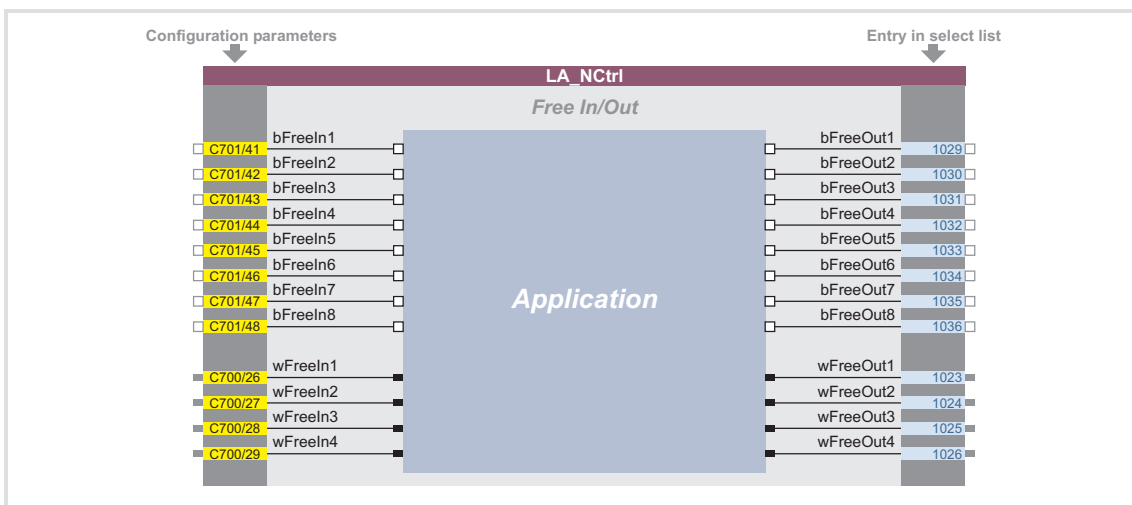 Configuration parameters Entry in select list
LA_NCtrl
Free In/Out
bFreeIn1 bFreeOut1
C701/41 1029
bFreeIn2 bFreeOut2
C701/42 1030
bFreeIn3 bFreeOut3
C701/43 1031
bFreeIn4 bFreeOut4
C701/44 1032
bFreeIn5 bFreeOut5
C701/45 1033
bFreeIn6 bFreeOut6
C701/46 1034
bFreeIn7 bFreeOut7
Application
C701/47 1035
bFreeIn8 bFreeOut8
C701/48 1036
wFreeIn1 wFreeOut1
C700/26 1023
wFreeIn2 wFreeOut2
C700/27 1024
wFreeIn3 wFreeOut3
C700/28 1025
wFreeIn4 wFreeOut4
C700/29 1026